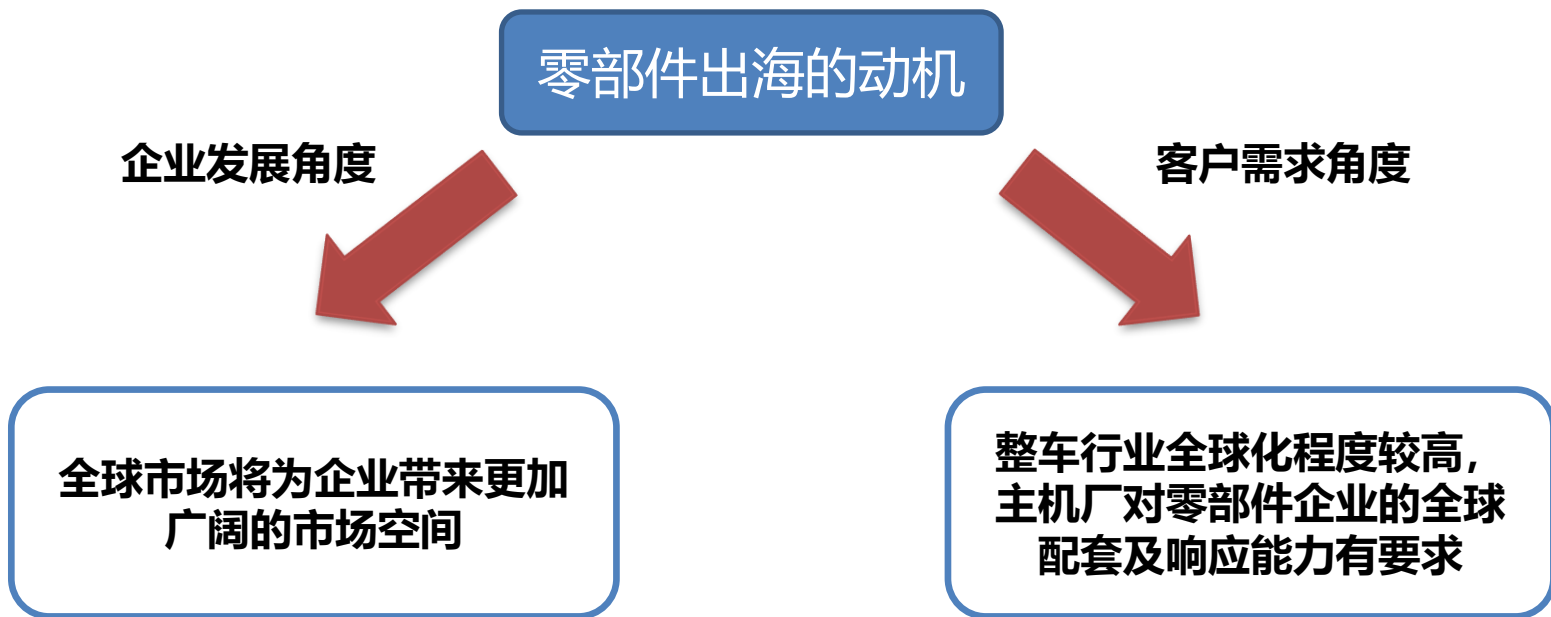 零部件出海的动机
企业发展角度
客户需求角度
全球市场将为企业带来更加
广阔的市场空间
整车行业全球化程度较高，
主机厂对零部件企业的全球
配套及响应能力有要求